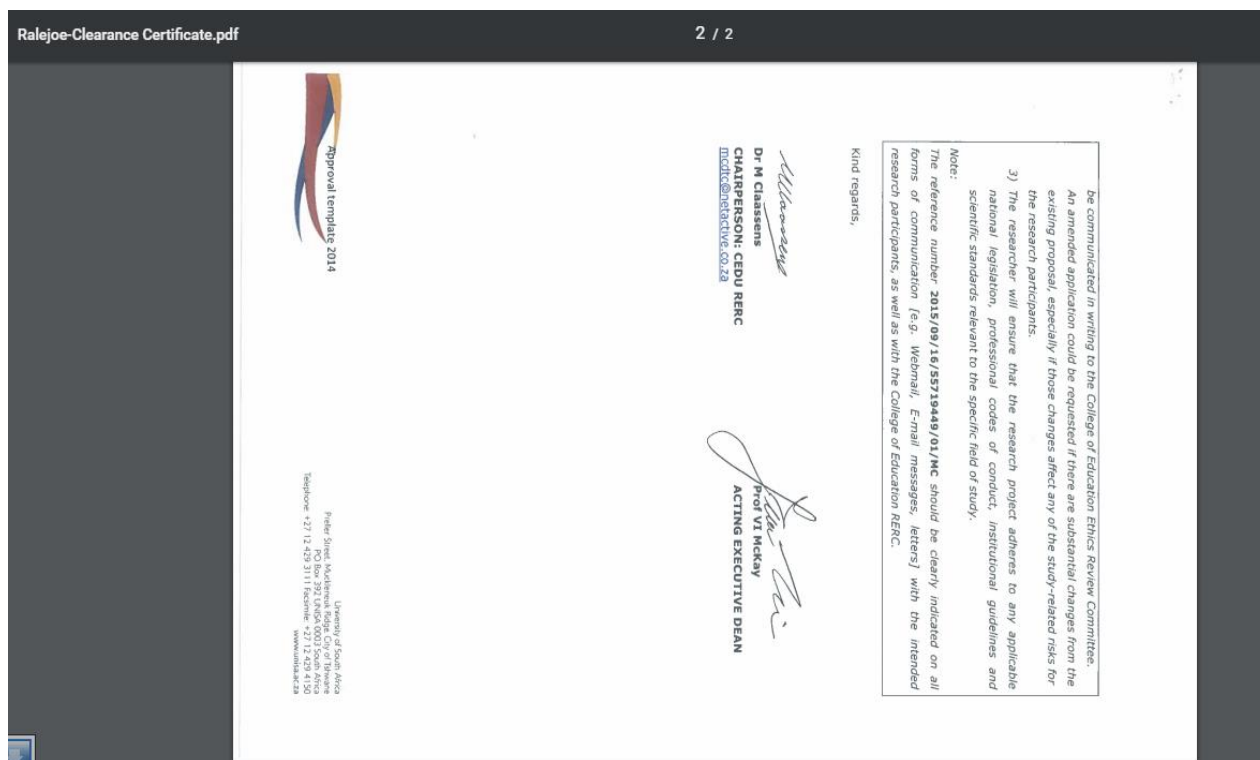 Ralejoe-Clearance Certificate.pdf
2 / 2
be communicated in writing to the College of Education Ethics Review Committee.
An amended application could be requested if there are substantial changes from the
existing proposal, especially if those changes affect any of the study-related risks for
the research participants.
3) The researcher will ensure that the research project adheres to any applicable
national legislation, professional codes of conduct, institutional guidelines and
scientific standards relevant to the specific field of study.
Note:
The reference number 2015/09/16/55719449/01/MC should be clearly indicated on all
forms of communication [e.g. Webmail, E-mail messages, letters] with the intended
research participants, as well as with the College of Education RERC.
Kind regards,
MClaassens
Dr M Claassens
CHAIRPERSON: CEDU RERC
mcdtc@netactive.co.za
Prof VI McKay
ACTING EXECUTIVE DEAN
Approval template 2014
University of South Africa
Preller Street, Muckleneuk Ridge, City of Tshwane
PO Box 392 UNISA 0003 South Africa
Telephone: +27 12 429 3111 Facsimile: +27 12 429 4150
www.unisa.ac.za